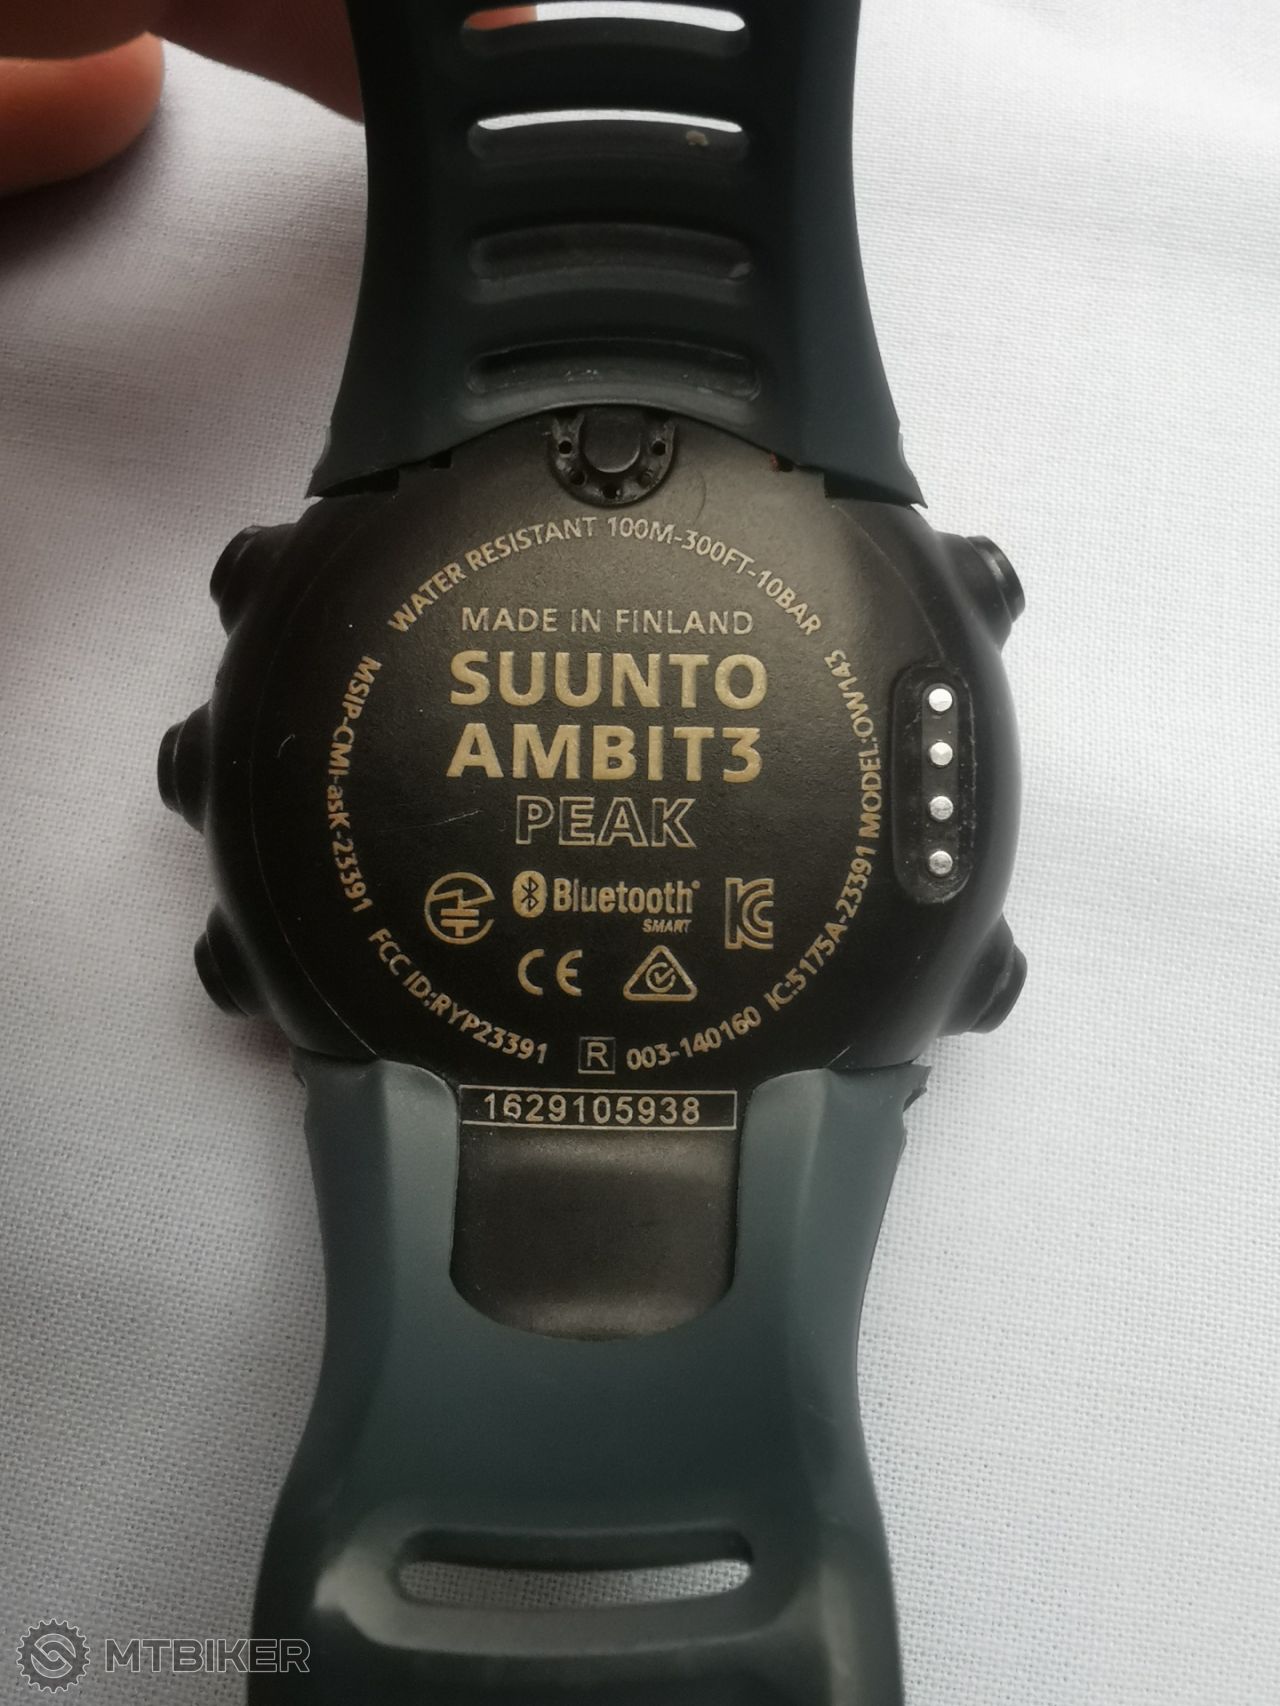 WATER RESISTANT 100M-300FT-10BAR
MADE IN FINLAND
SUUNTO
AMBIT3
PEAK
MSIP-CMI-asK-23391
Bluetooth®
SMART
CE
FCC ID:RYP23391
R 003-140160
IC:5175A-23391 MODEL:OW143
1629105938
MTBIKER